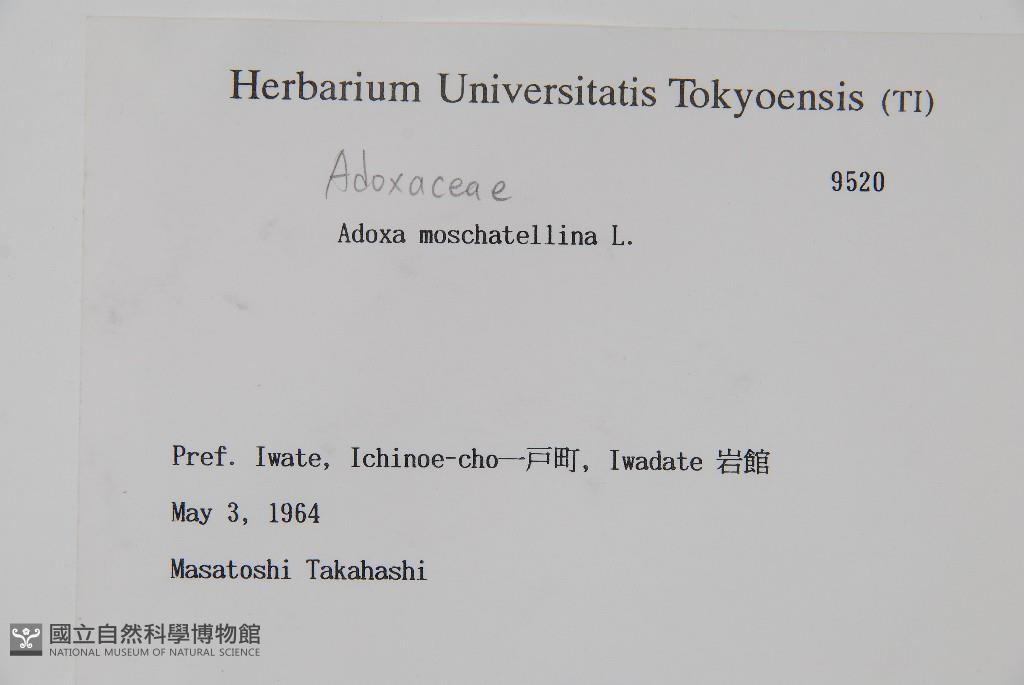 Herbarium Universitatis Tokyoensis (TI)
Adoxaceae
9520
Adoxa moschatellina L.
Pref. Iwate, Ichinoe-cho一戸町, Iwadate 岩館
May 3, 1964
Masatoshi Takahashi
國立自然科學博物館
NATIONAL MUSEUM OF NATURAL SCIENCE